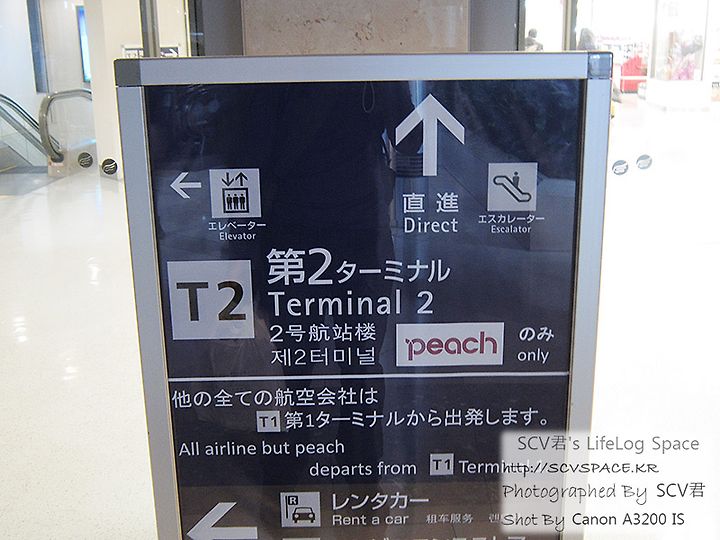 エレベーター
Elevator
直進
Direct
エスカレーター
Escalator
T2
第2ターミナル
Terminal 2
2号航站楼
제2터미널
peach
のみ
only
他の全ての航空会社は
T1 第1ターミナルから出発します。
All airline but peach
departs from T1
R
レンタカー
Rent a car 租车服务
SCV君's LifeLog Space
http://scvspace.kr
Photographed By SCV君
Shot By Canon A3200 IS